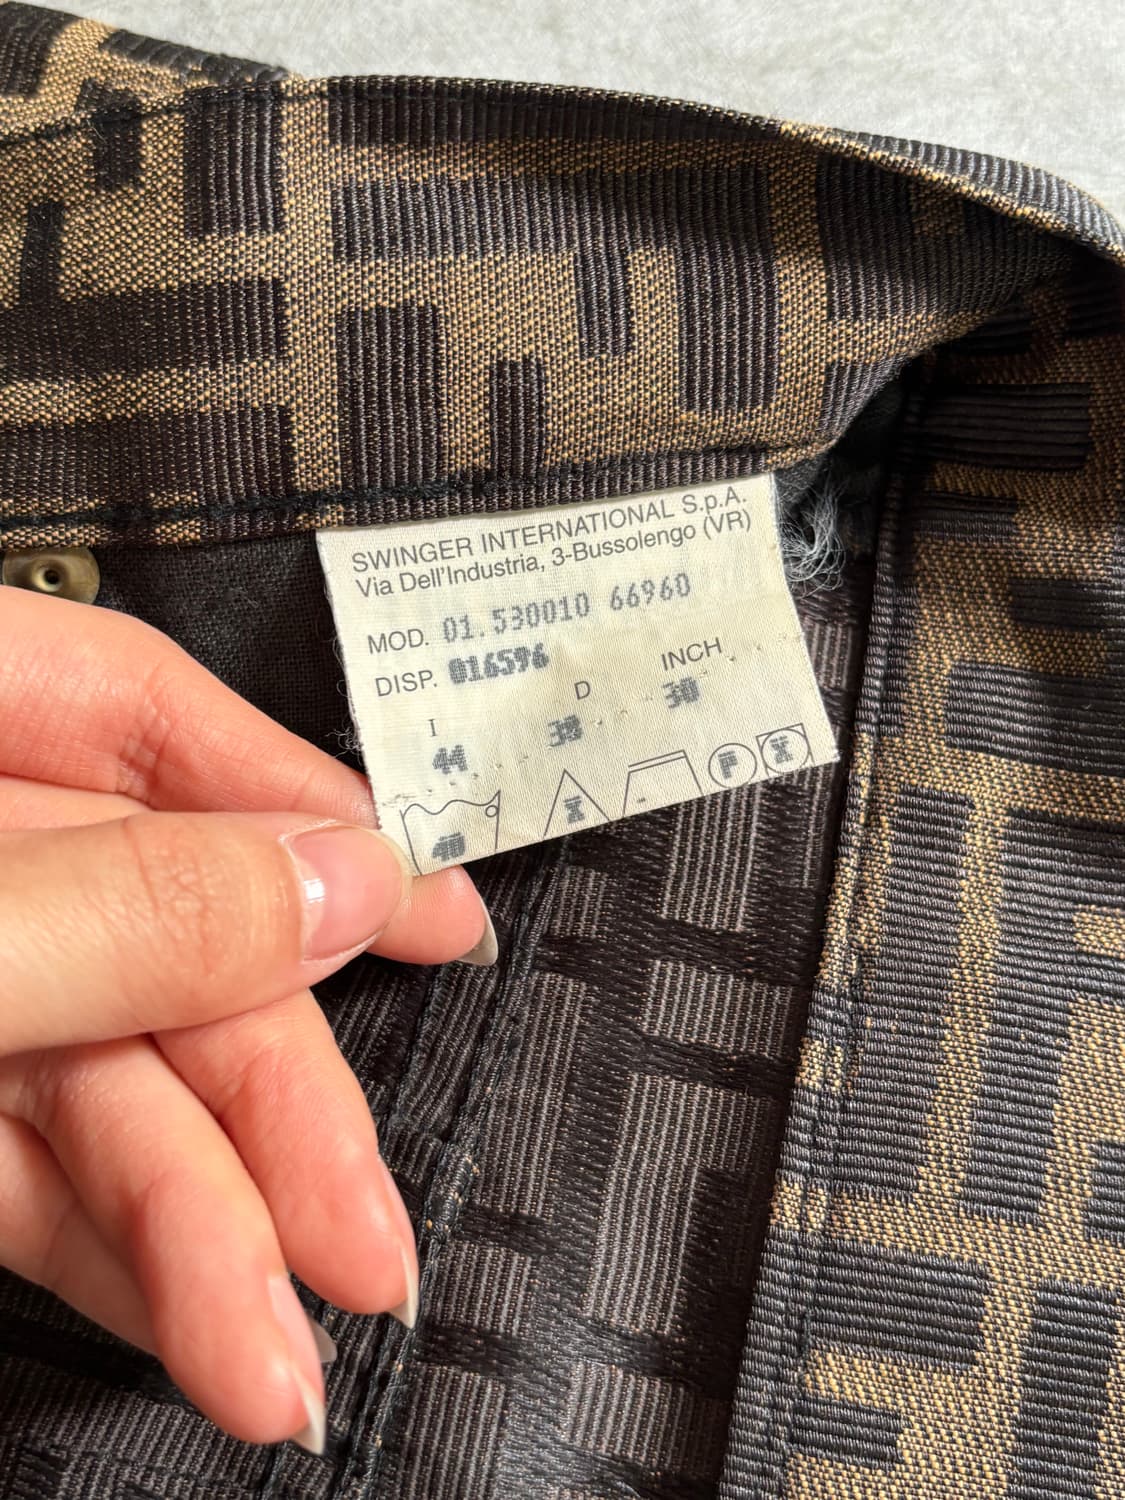 SWINGER INTERNATIONAL S.p.A.
Via Dell'Industria, 3-Bussolengo (VR)
MOD. 01.530010 66960
DISP. 016596
I D INCH
44 38 30
40 X P X